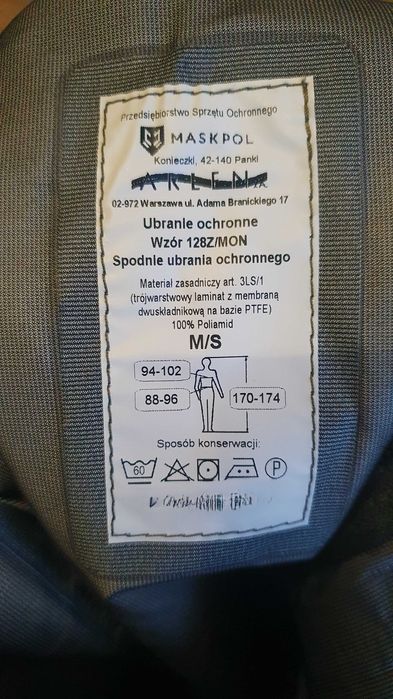 Przedsiębiorstwo Sprzętu Ochronnego
MASKPOL
Konieczki, 42-140 Panki
ARLEN
02-972 Warszawa ul. Adama Branickiego 17
Ubranie ochronne
Wzór 128Z/MON
Spodnie ubrania ochronnego
Materiał zasadniczy art. 3LS/1
(trójwarstwowy laminat z membraną
dwuskładnikową na bazie PTFE)
100% Poliamid
M/S
94-102
88-96
170-174
Sposób konserwacji:
60
P